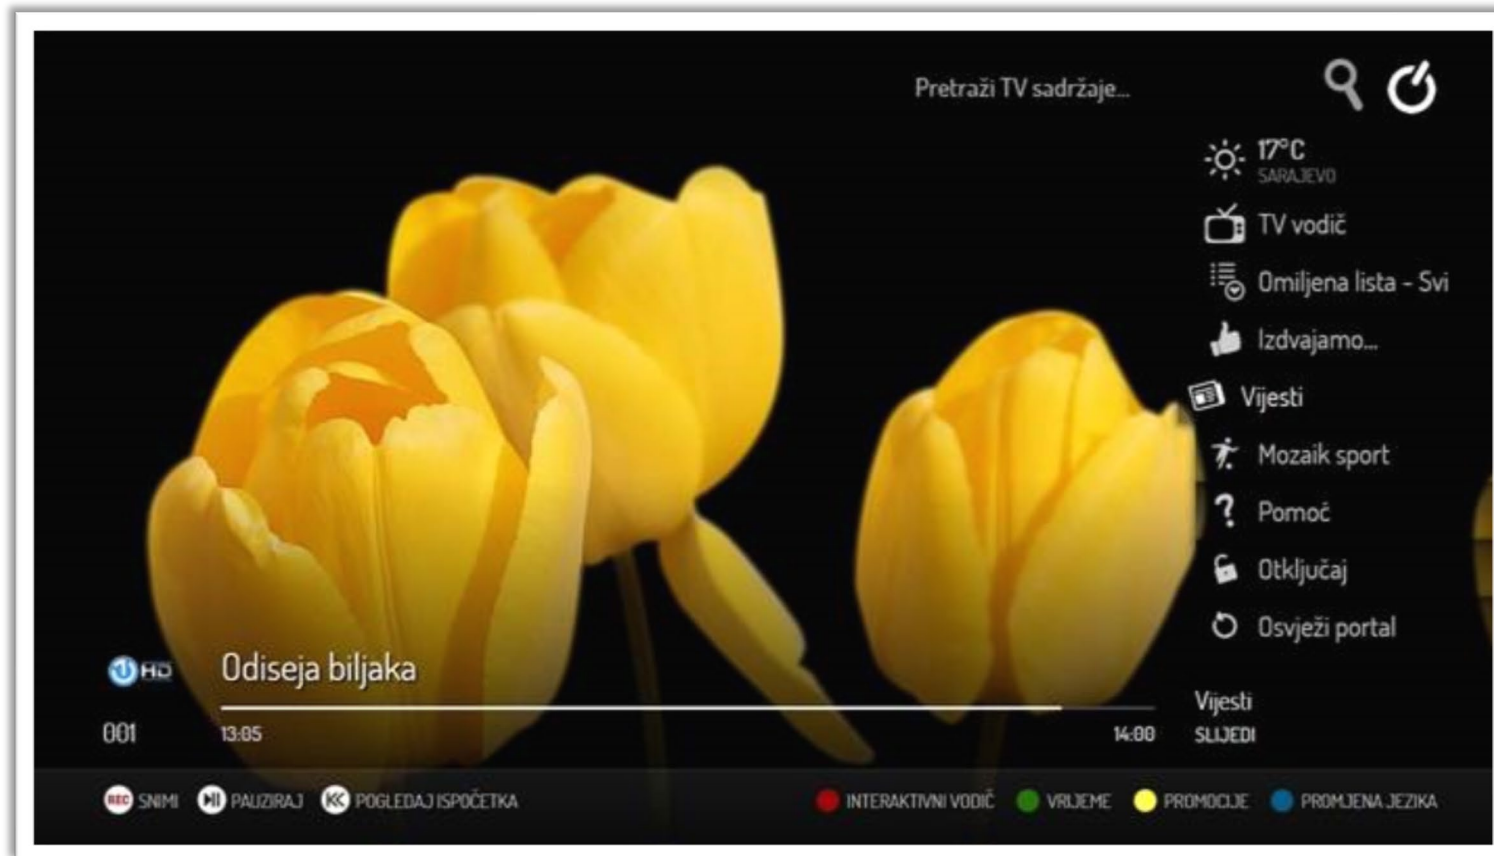 Pretraži TV sadržaje...
17°C
SARAJEVO
TV vodič
Omiljena lista - Svi
Izdvajamo...
Vijesti
Mozaik sport
Pomoć
Otključaj
Osvježi portal
1 HD
Odiseja biljaka
001
13:05
14:00
Vijesti
SLIJEDI
REC SNIMI
PAUZIRAJ
POGLEDAJ ISPOČETKA
INTERAKTIVNI VODIČ
VRIJEME
PROMOCIJE
PROMJENA JEZIKA